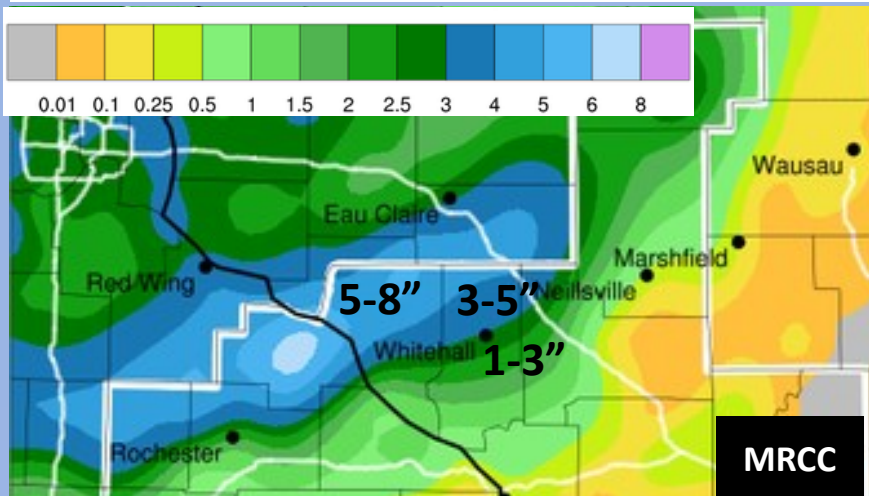 0.01 0.1 0.25 0.5 1 1.5 2 2.5 3 4 5 6 8
Wausau
Eau Claire
Marshfield
Red Wing
5-8” 3-5” Neillsville
Whitehall 1-3”
Rochester
MRCC